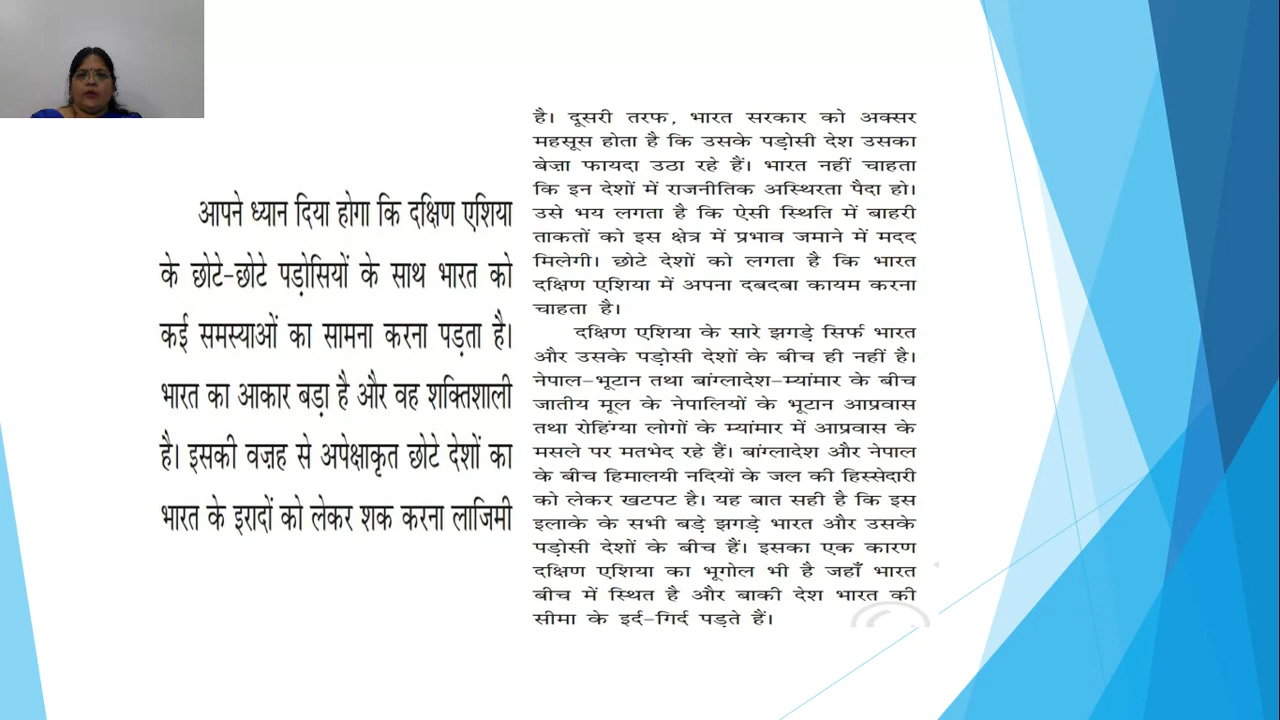 आपने ध्यान दिया होगा कि दक्षिण एशिया
के छोटे-छोटे पड़ोसियों के साथ भारत को
कई समस्याओं का सामना करना पड़ता है।
भारत का आकार बड़ा है और वह शक्तिशाली
है। इसकी वज़ह से अपेक्षाकृत छोटे देशों का
भारत के इरादों को लेकर शक करना लाजिमी
है। दूसरी तरफ, भारत सरकार को अक्सर
महसूस होता है कि उसके पड़ोसी देश उसका
बेज़ा फायदा उठा रहे हैं। भारत नहीं चाहता
कि इन देशों में राजनीतिक अस्थिरता पैदा हो।
उसे भय लगता है कि ऐसी स्थिति में बाहरी
ताकतों को इस क्षेत्र में प्रभाव जमाने में मदद
मिलेगी। छोटे देशों को लगता है कि भारत
दक्षिण एशिया में अपना दबदबा कायम करना
चाहता है।
दक्षिण एशिया के सारे झगड़े सिर्फ भारत
और उसके पड़ोसी देशों के बीच ही नहीं है।
नेपाल-भूटान तथा बांग्लादेश-म्यांमार के बीच
जातीय मूल के नेपालियों के भूटान आप्रवास
तथा रोहिंग्या लोगों के म्यांमार में आप्रवास के
मसले पर मतभेद रहे हैं। बांग्लादेश और नेपाल
के बीच हिमालयी नदियों के जल की हिस्सेदारी
को लेकर खटपट है। यह बात सही है कि इस
इलाके के सभी बड़े झगड़े भारत और उसके
पड़ोसी देशों के बीच हैं। इसका एक कारण
दक्षिण एशिया का भूगोल भी है जहाँ भारत
बीच में स्थित है और बाकी देश भारत की
सीमा के इर्द-गिर्द पड़ते हैं।